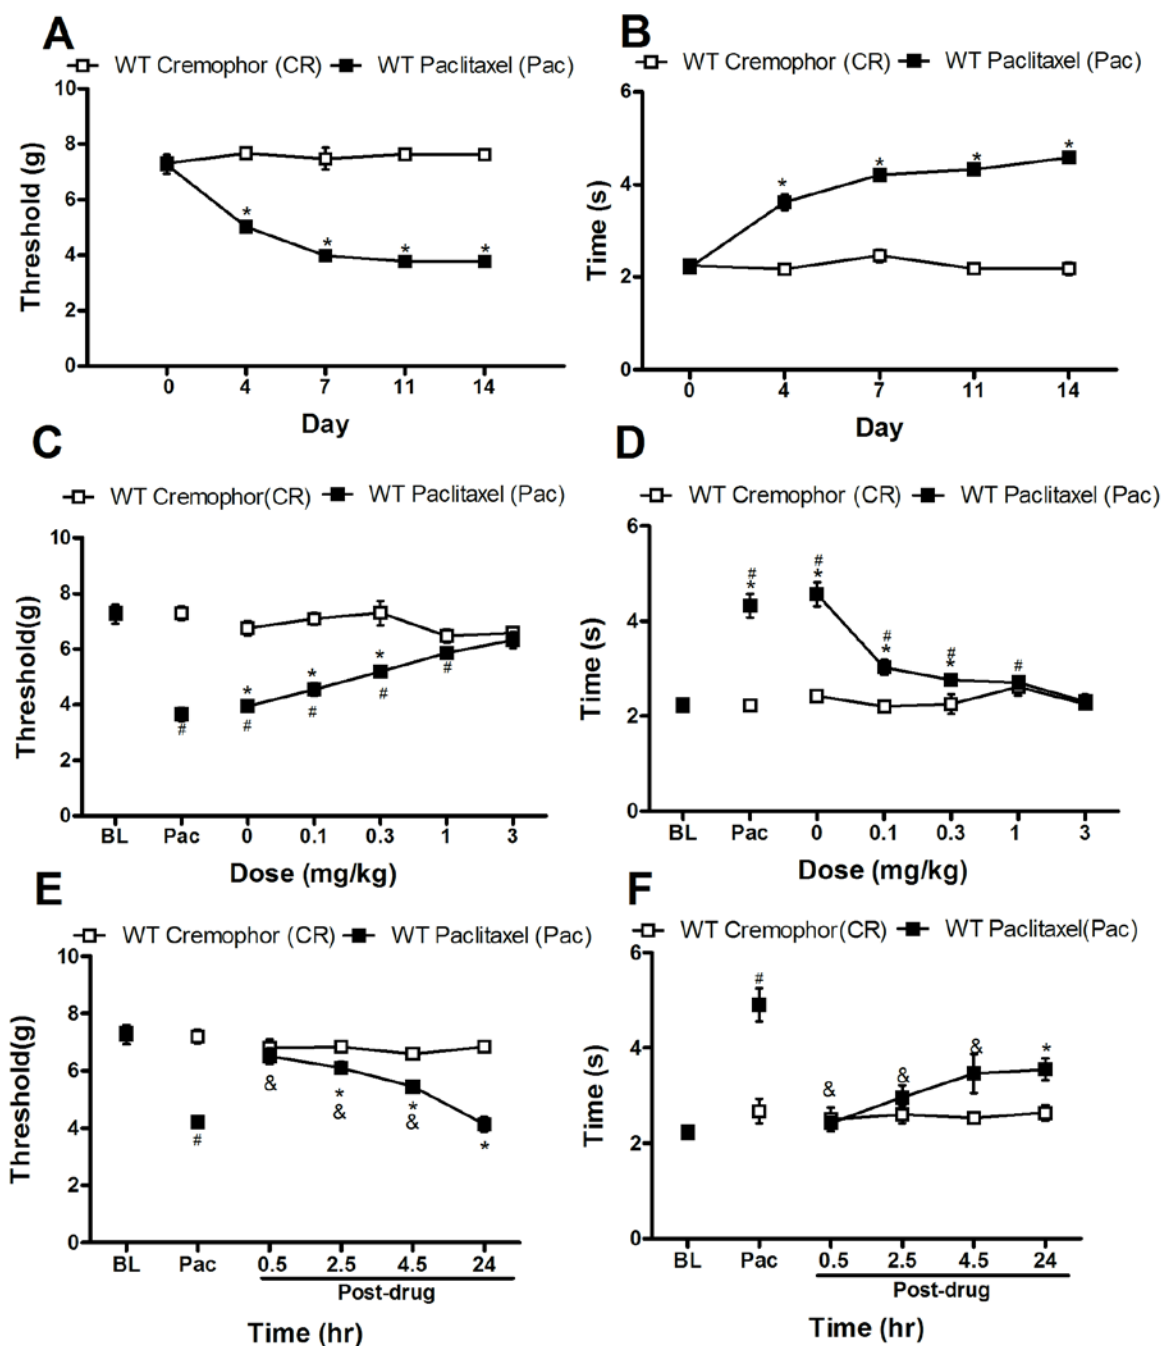 A
WT Cremophor (CR) WT Paclitaxel (Pac)
10
8
6
4
2
0
Threshold (g)
* * * *
0 4 7 11 14
Day
B
WT Cremophor (CR) WT Paclitaxel (Pac)
6
4
2
0
Time (s)
* * * *
0 4 7 11 14
Day
C
WT Cremophor(CR) WT Paclitaxel (Pac)
10
8
6
4
2
0
Threshold(g)
* * *
# # # # #
BL Pac 0 0.1 0.3 1 3
Dose (mg/kg)
D
WT Cremophor (CR) WT Paclitaxel (Pac)
6
4
2
0
Time (s)
# # # # #
* * * *
BL Pac 0 0.1 0.3 1 3
Dose (mg/kg)
E
WT Cremophor (CR) WT Paclitaxel (Pac)
10
8
6
4
2
0
Threshold(g)
# & * & * & *
BL Pac 0.5 2.5 4.5 24
Post-drug
Time (hr)
F
WT Cremophor(CR) WT Paclitaxel(Pac)
6
4
2
0
Time (s)
# & & & *
BL Pac 0.5 2.5 4.5 24
Post-drug
Time (hr)